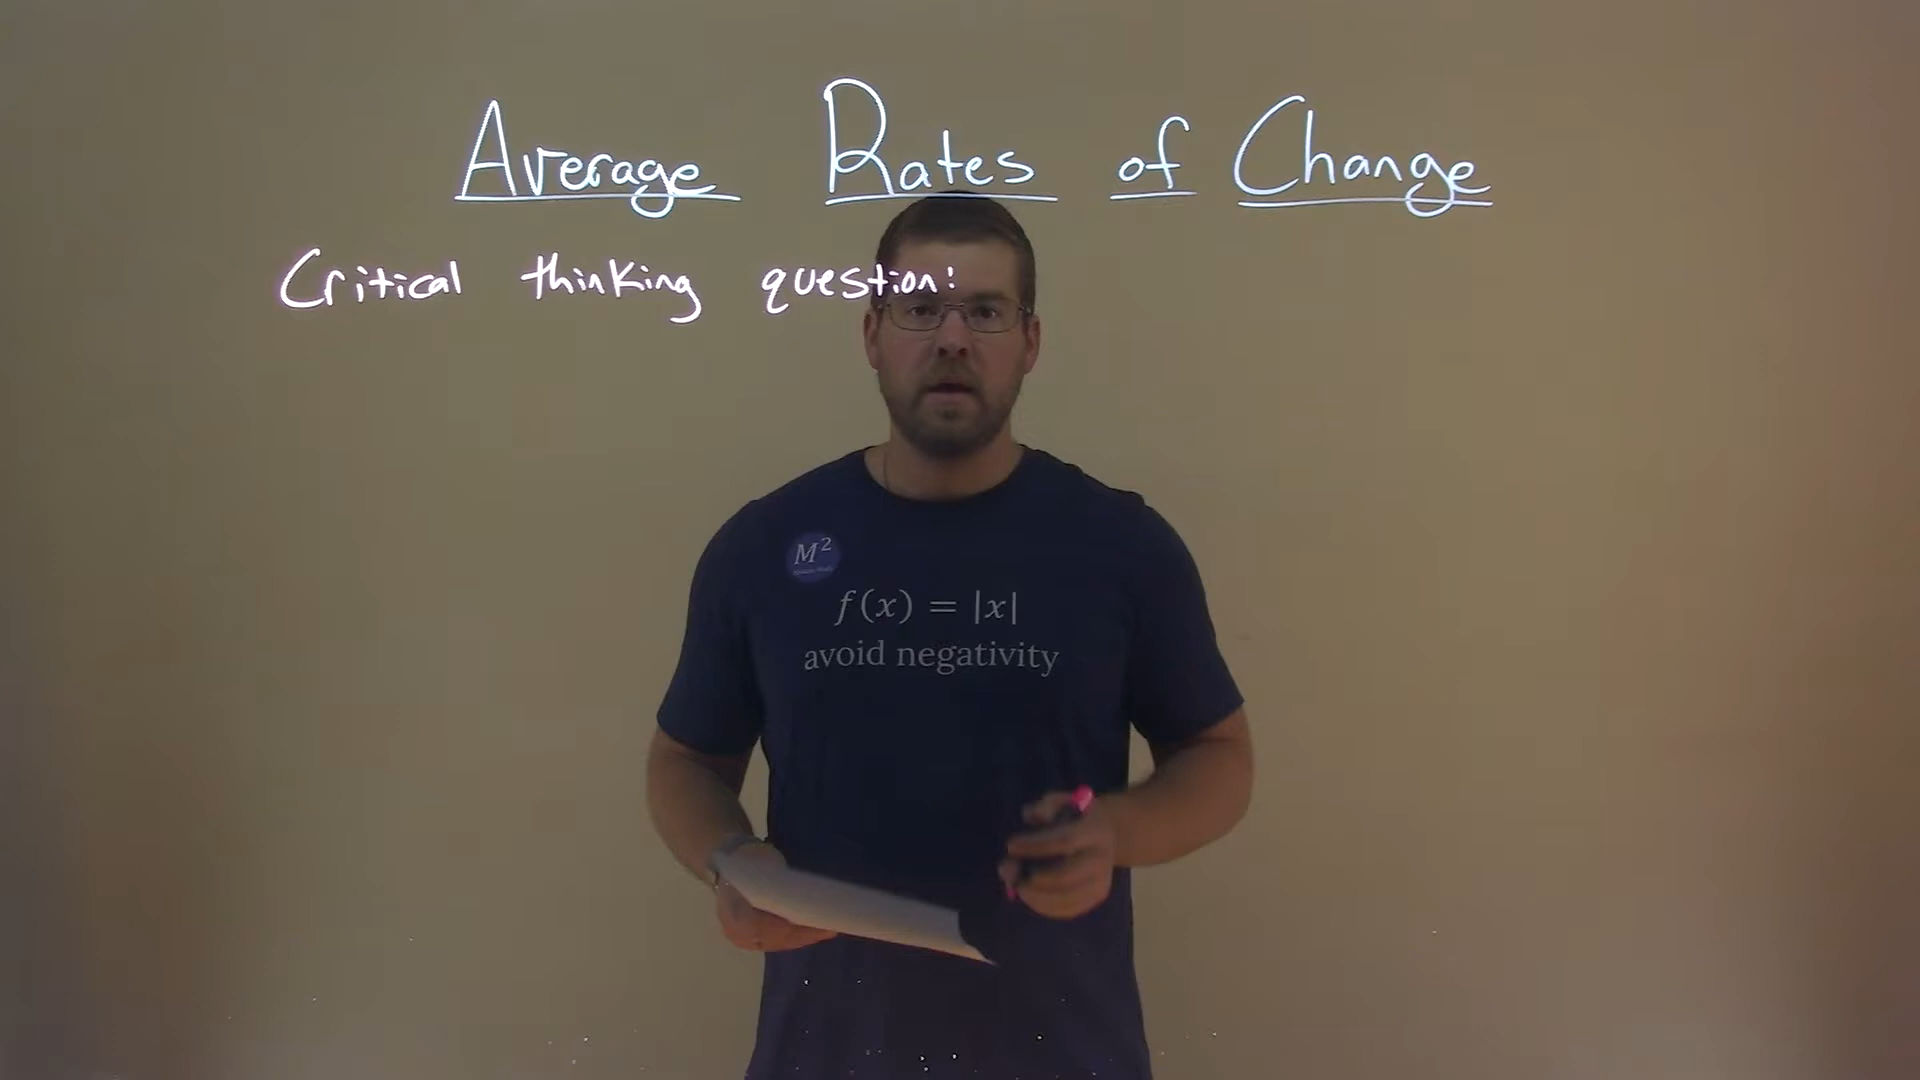 Average Rates of Change
Critical thinking question:
M²
f(x) = |x|
avoid negativity